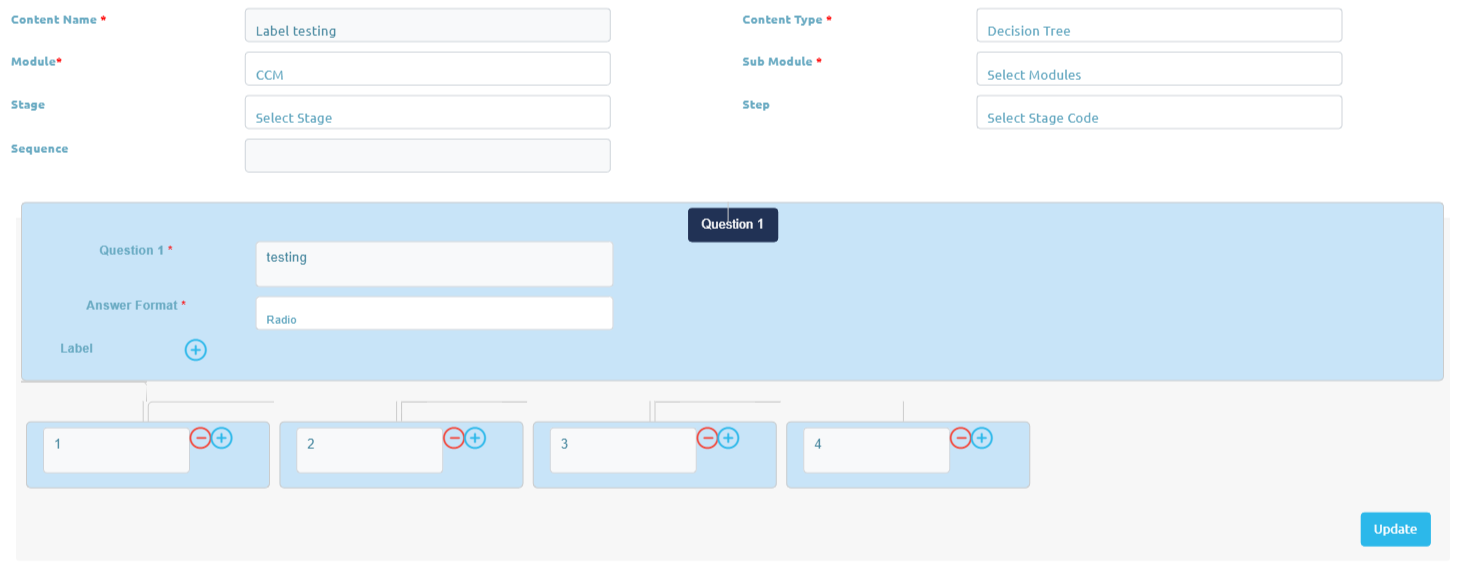 Content Name * Label testing Content Type * Decision Tree
Module* CCM Sub Module * Select Modules
Stage Select Stage Step Select Stage Code
Sequence
Question 1
Question 1 * testing
Answer Format * Radio
Label
1 2 3 4
Update